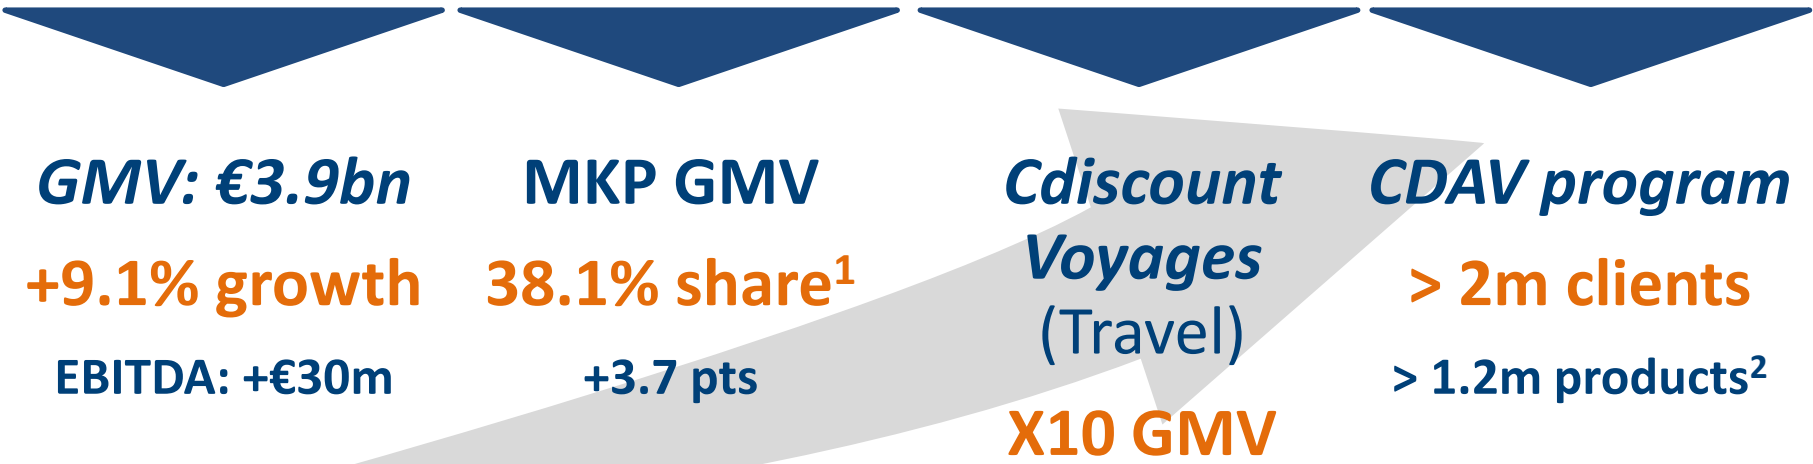 GMV: €3.9bn
+9.1% growth
EBITDA: +€30m
MKP GMV
38.1% share¹
+3.7 pts
Cdiscount
Voyages
(Travel)
X10 GMV
CDAV program
> 2m clients
> 1.2m products²